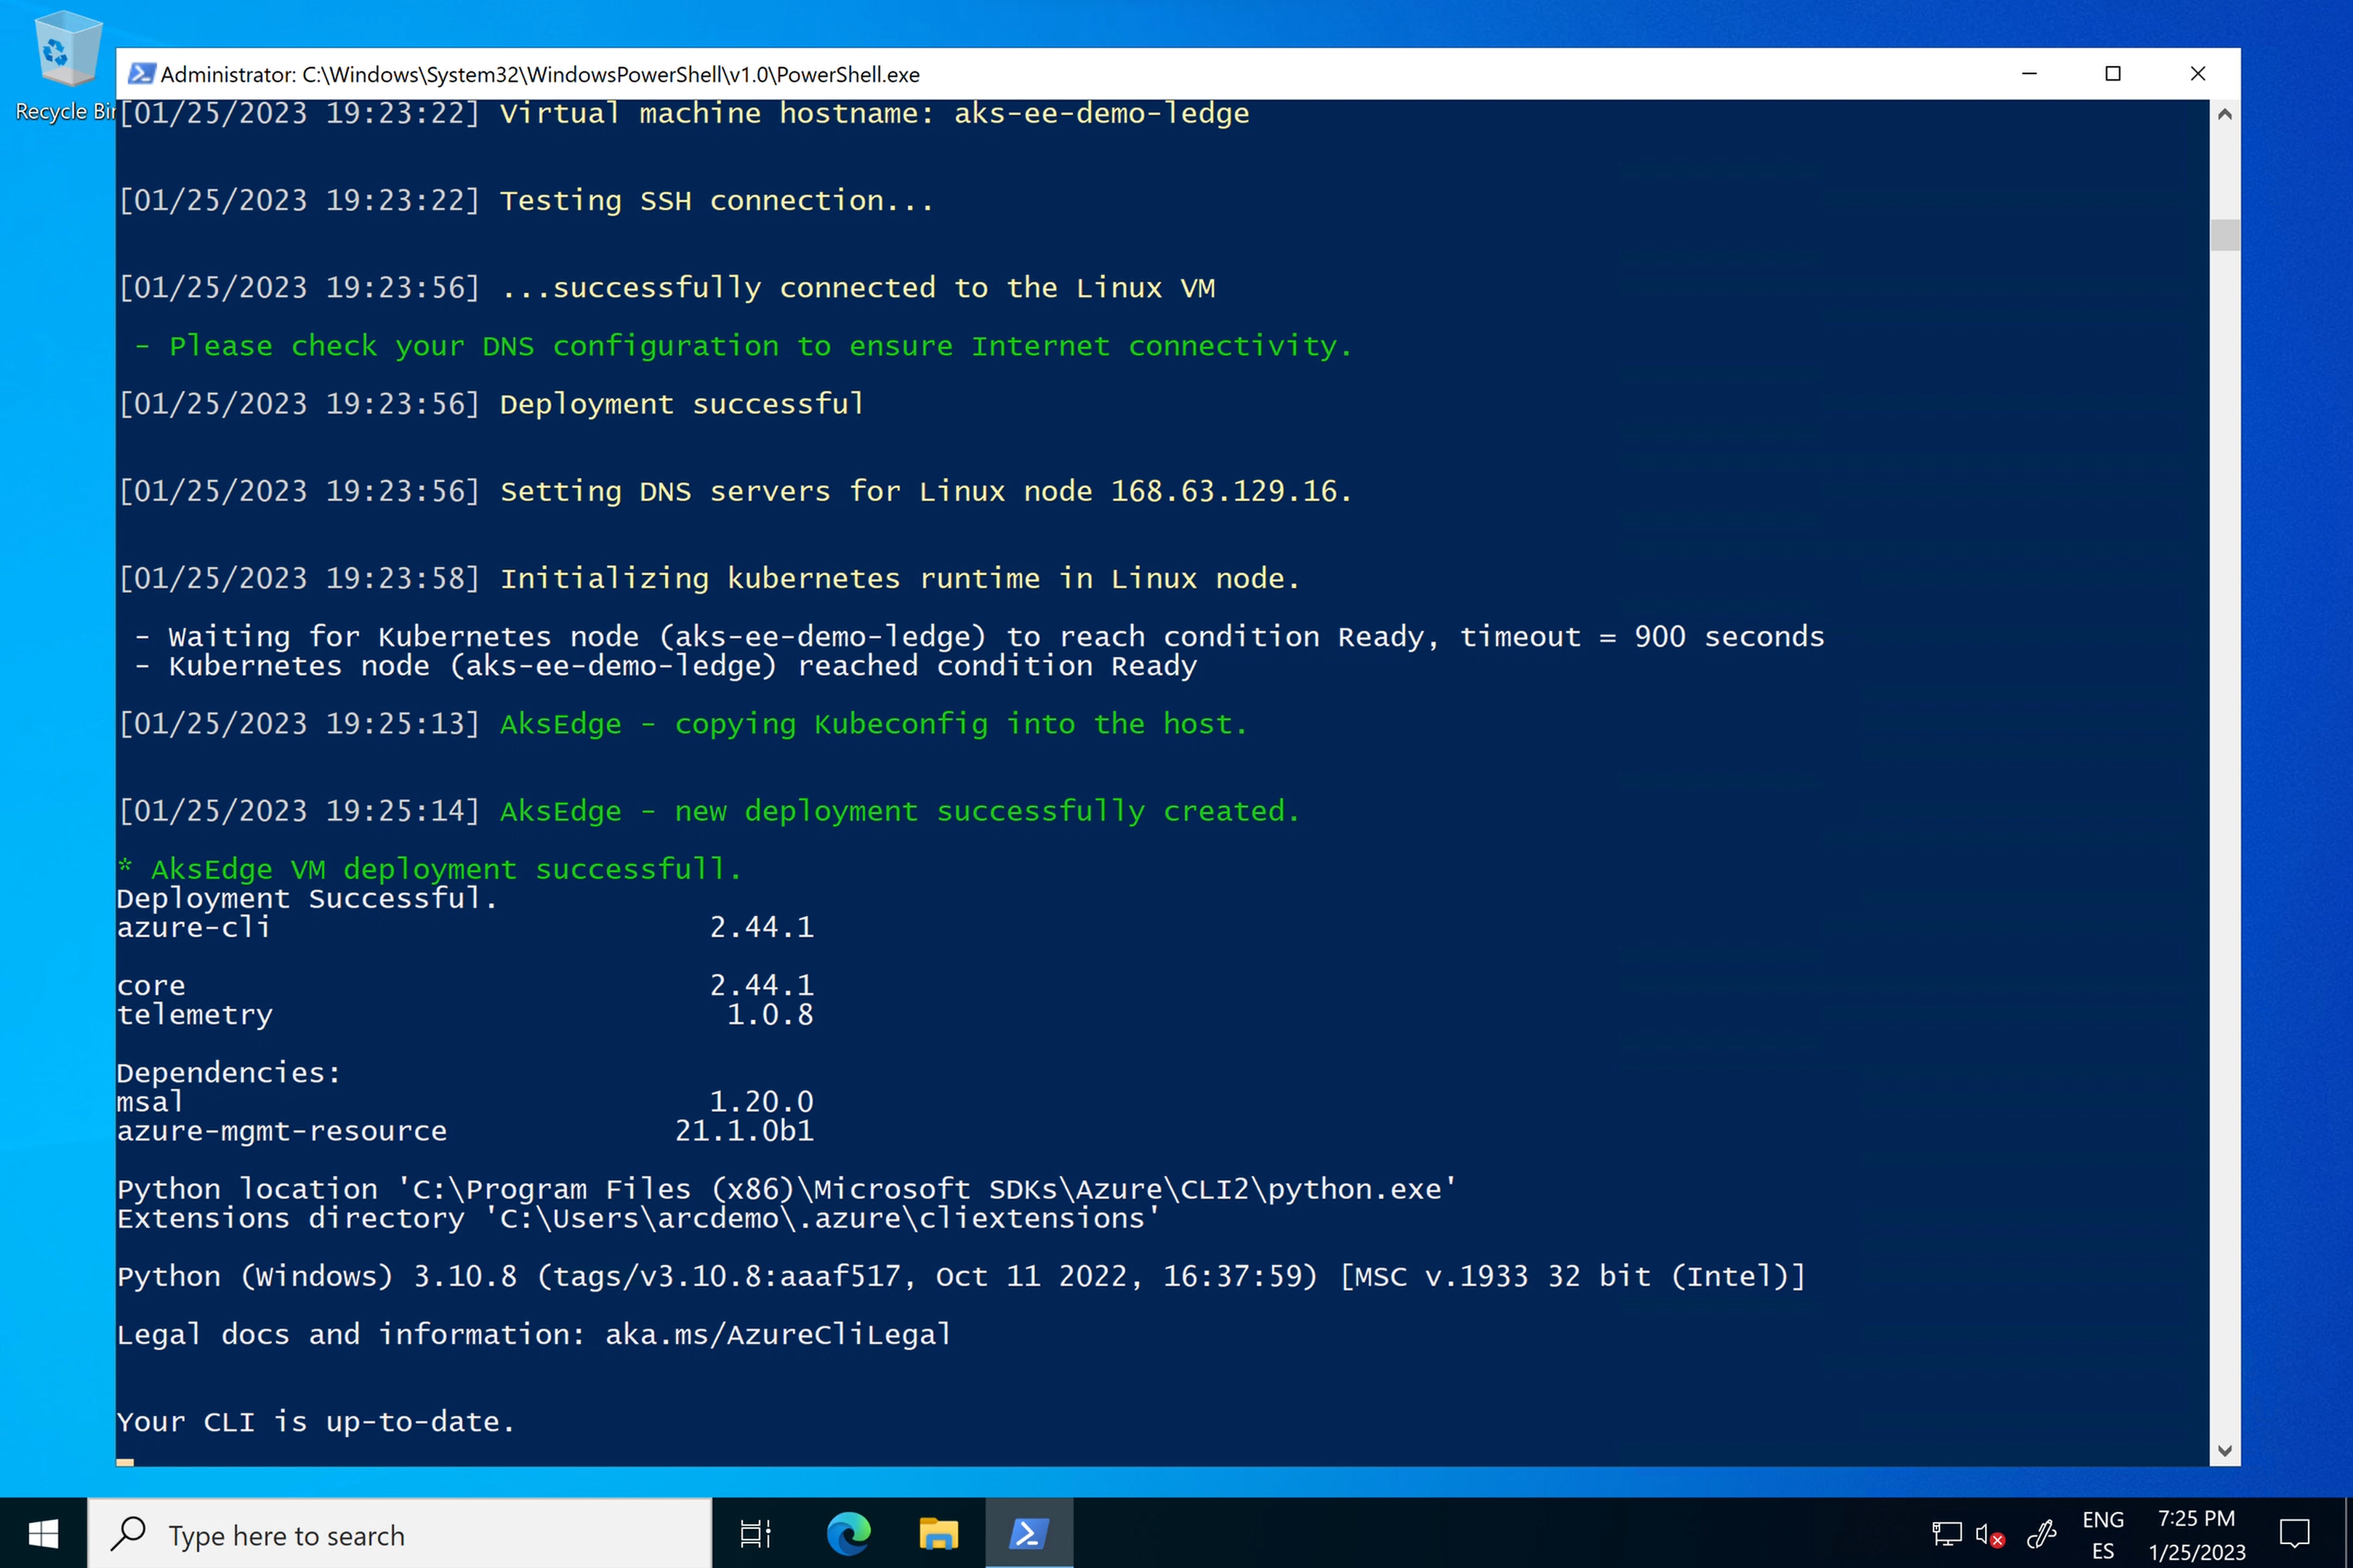 Recycle Bin
Administrator: C:\Windows\System32\WindowsPowerShell\v1.0\PowerShell.exe
[01/25/2023 19:23:22] Virtual machine hostname: aks-ee-demo-ledge
[01/25/2023 19:23:22] Testing SSH connection...
[01/25/2023 19:23:56] ...successfully connected to the Linux VM
- Please check your DNS configuration to ensure Internet connectivity.
[01/25/2023 19:23:56] Deployment successful
[01/25/2023 19:23:56] Setting DNS servers for Linux node 168.63.129.16.
[01/25/2023 19:23:58] Initializing kubernetes runtime in Linux node.
- Waiting for Kubernetes node (aks-ee-demo-ledge) to reach condition Ready, timeout = 900 seconds
- Kubernetes node (aks-ee-demo-ledge) reached condition Ready
[01/25/2023 19:25:13] AksEdge - copying Kubeconfig into the host.
[01/25/2023 19:25:14] AksEdge - new deployment successfully created.
* AksEdge VM deployment successfull.
Deployment Successful.
azure-cli 2.44.1
core 2.44.1
telemetry 1.0.8
Dependencies:
msal 1.20.0
azure-mgmt-resource 21.1.0b1
Python location 'C:\Program Files (x86)\Microsoft SDKs\Azure\CLI2\python.exe'
Extensions directory 'C:\Users\arcdemo\.azure\cliextensions'
Python (Windows) 3.10.8 (tags/v3.10.8:aaaf517, Oct 11 2022, 16:37:59) [MSC v.1933 32 bit (Intel)]
Legal docs and information: aka.ms/AzureCliLegal
Your CLI is up-to-date.
Type here to search
ENG
ES
7:25 PM
1/25/2023